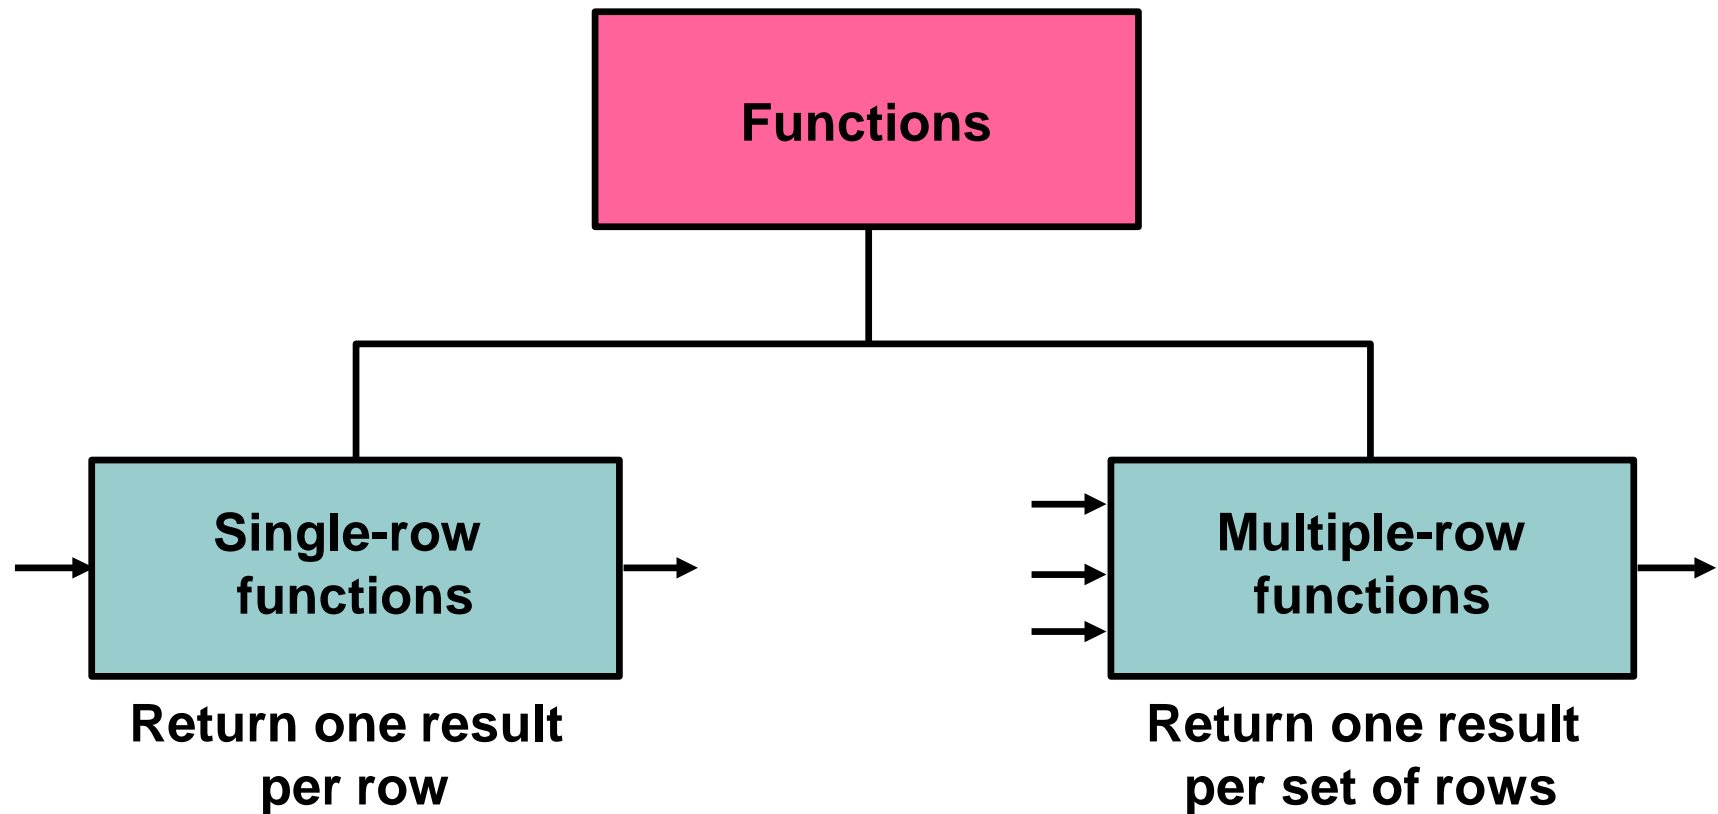 Functions
Single-row
functions
Multiple-row
functions
Return one result
per row
Return one result
per set of rows